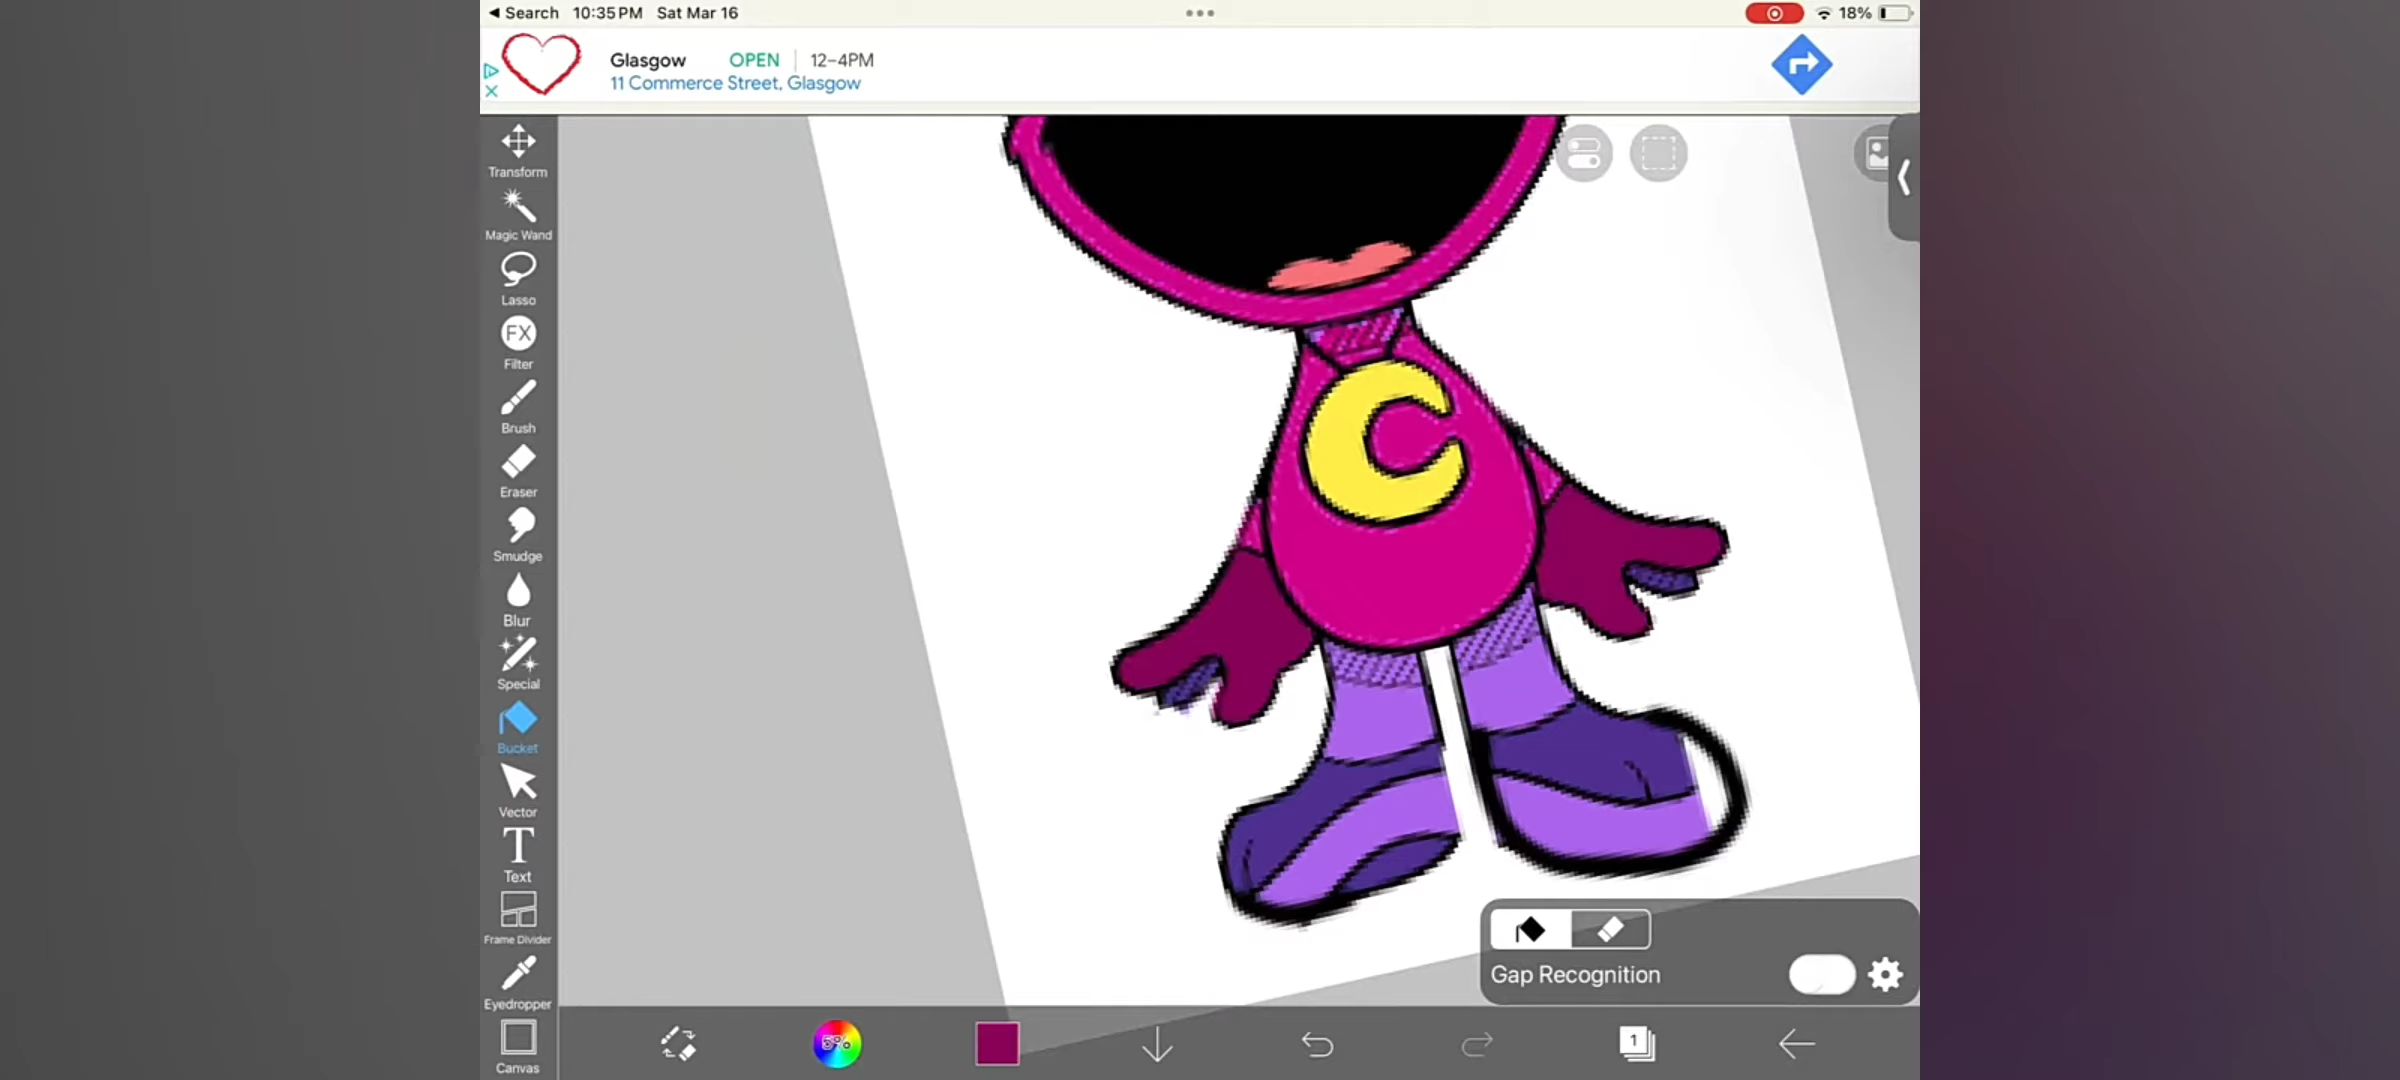 Search 10:35 PM Sat Mar 16
18%
Glasgow OPEN 12–4PM
11 Commerce Street, Glasgow
Transform
Magic Wand
Lasso
FX
Filter
Brush
Eraser
Smudge
Blur
Special
Bucket
Vector
T
Text
Frame Divider
Eyedropper
Canvas
C
Gap Recognition
1